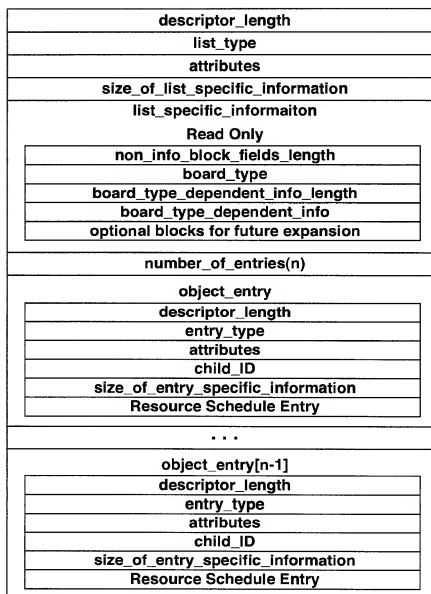 descriptor_length
list_type
attributes
size_of_list_specific_information
list_specific_informaiton
Read Only
non_info_block_fields_length
board_type
board_type_dependent_info_length
board_type_dependent_info
optional blocks for future expansion
number_of_entries(n)
object_entry
descriptor_length
entry_type
attributes
child_ID
size_of_entry_specific_information
Resource Schedule Entry
. . .
object_entry[n-1]
descriptor_length
entry_type
attributes
child_ID
size_of_entry_specific_information
Resource Schedule Entry